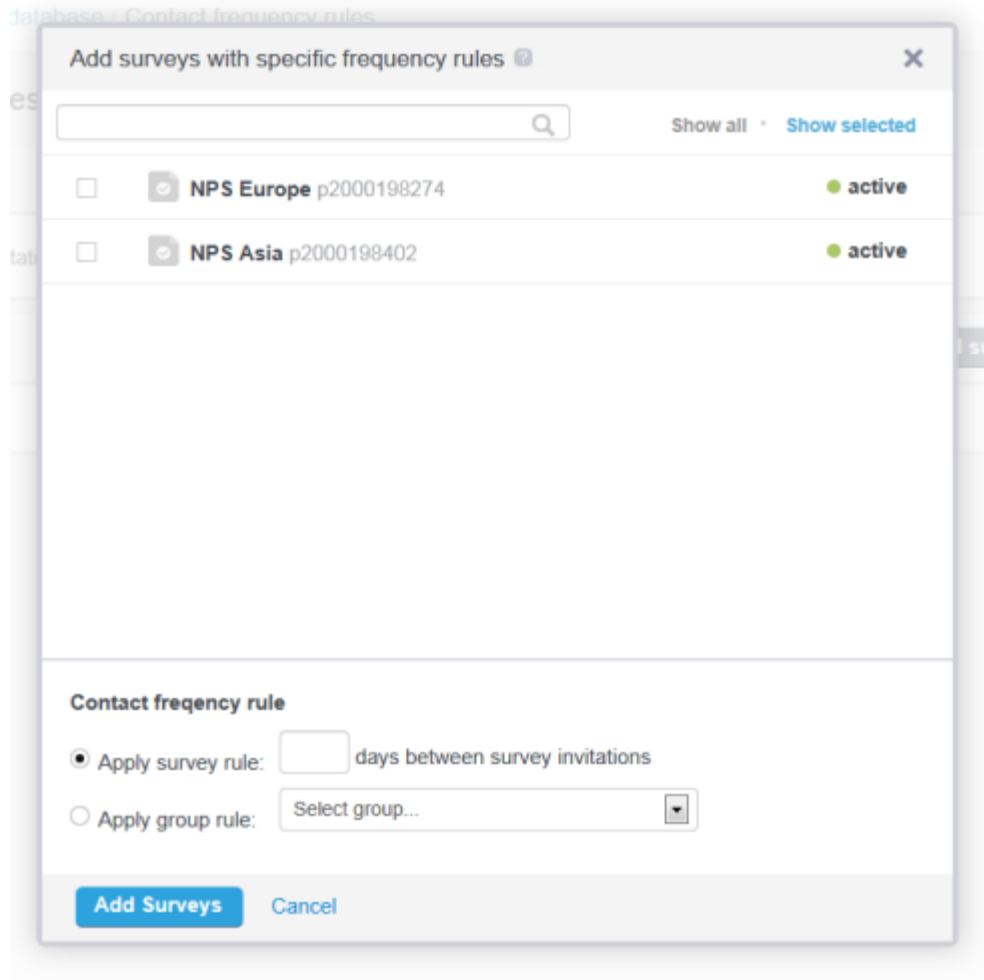 database / Contact frequency rules
Add surveys with specific frequency rules ?
es
Show all · Show selected
NPS Europe p2000198274 active
tati
NPS Asia p2000198402 active
Contact freqency rule
Apply survey rule: days between survey invitations
Apply group rule: Select group...
Add Surveys Cancel